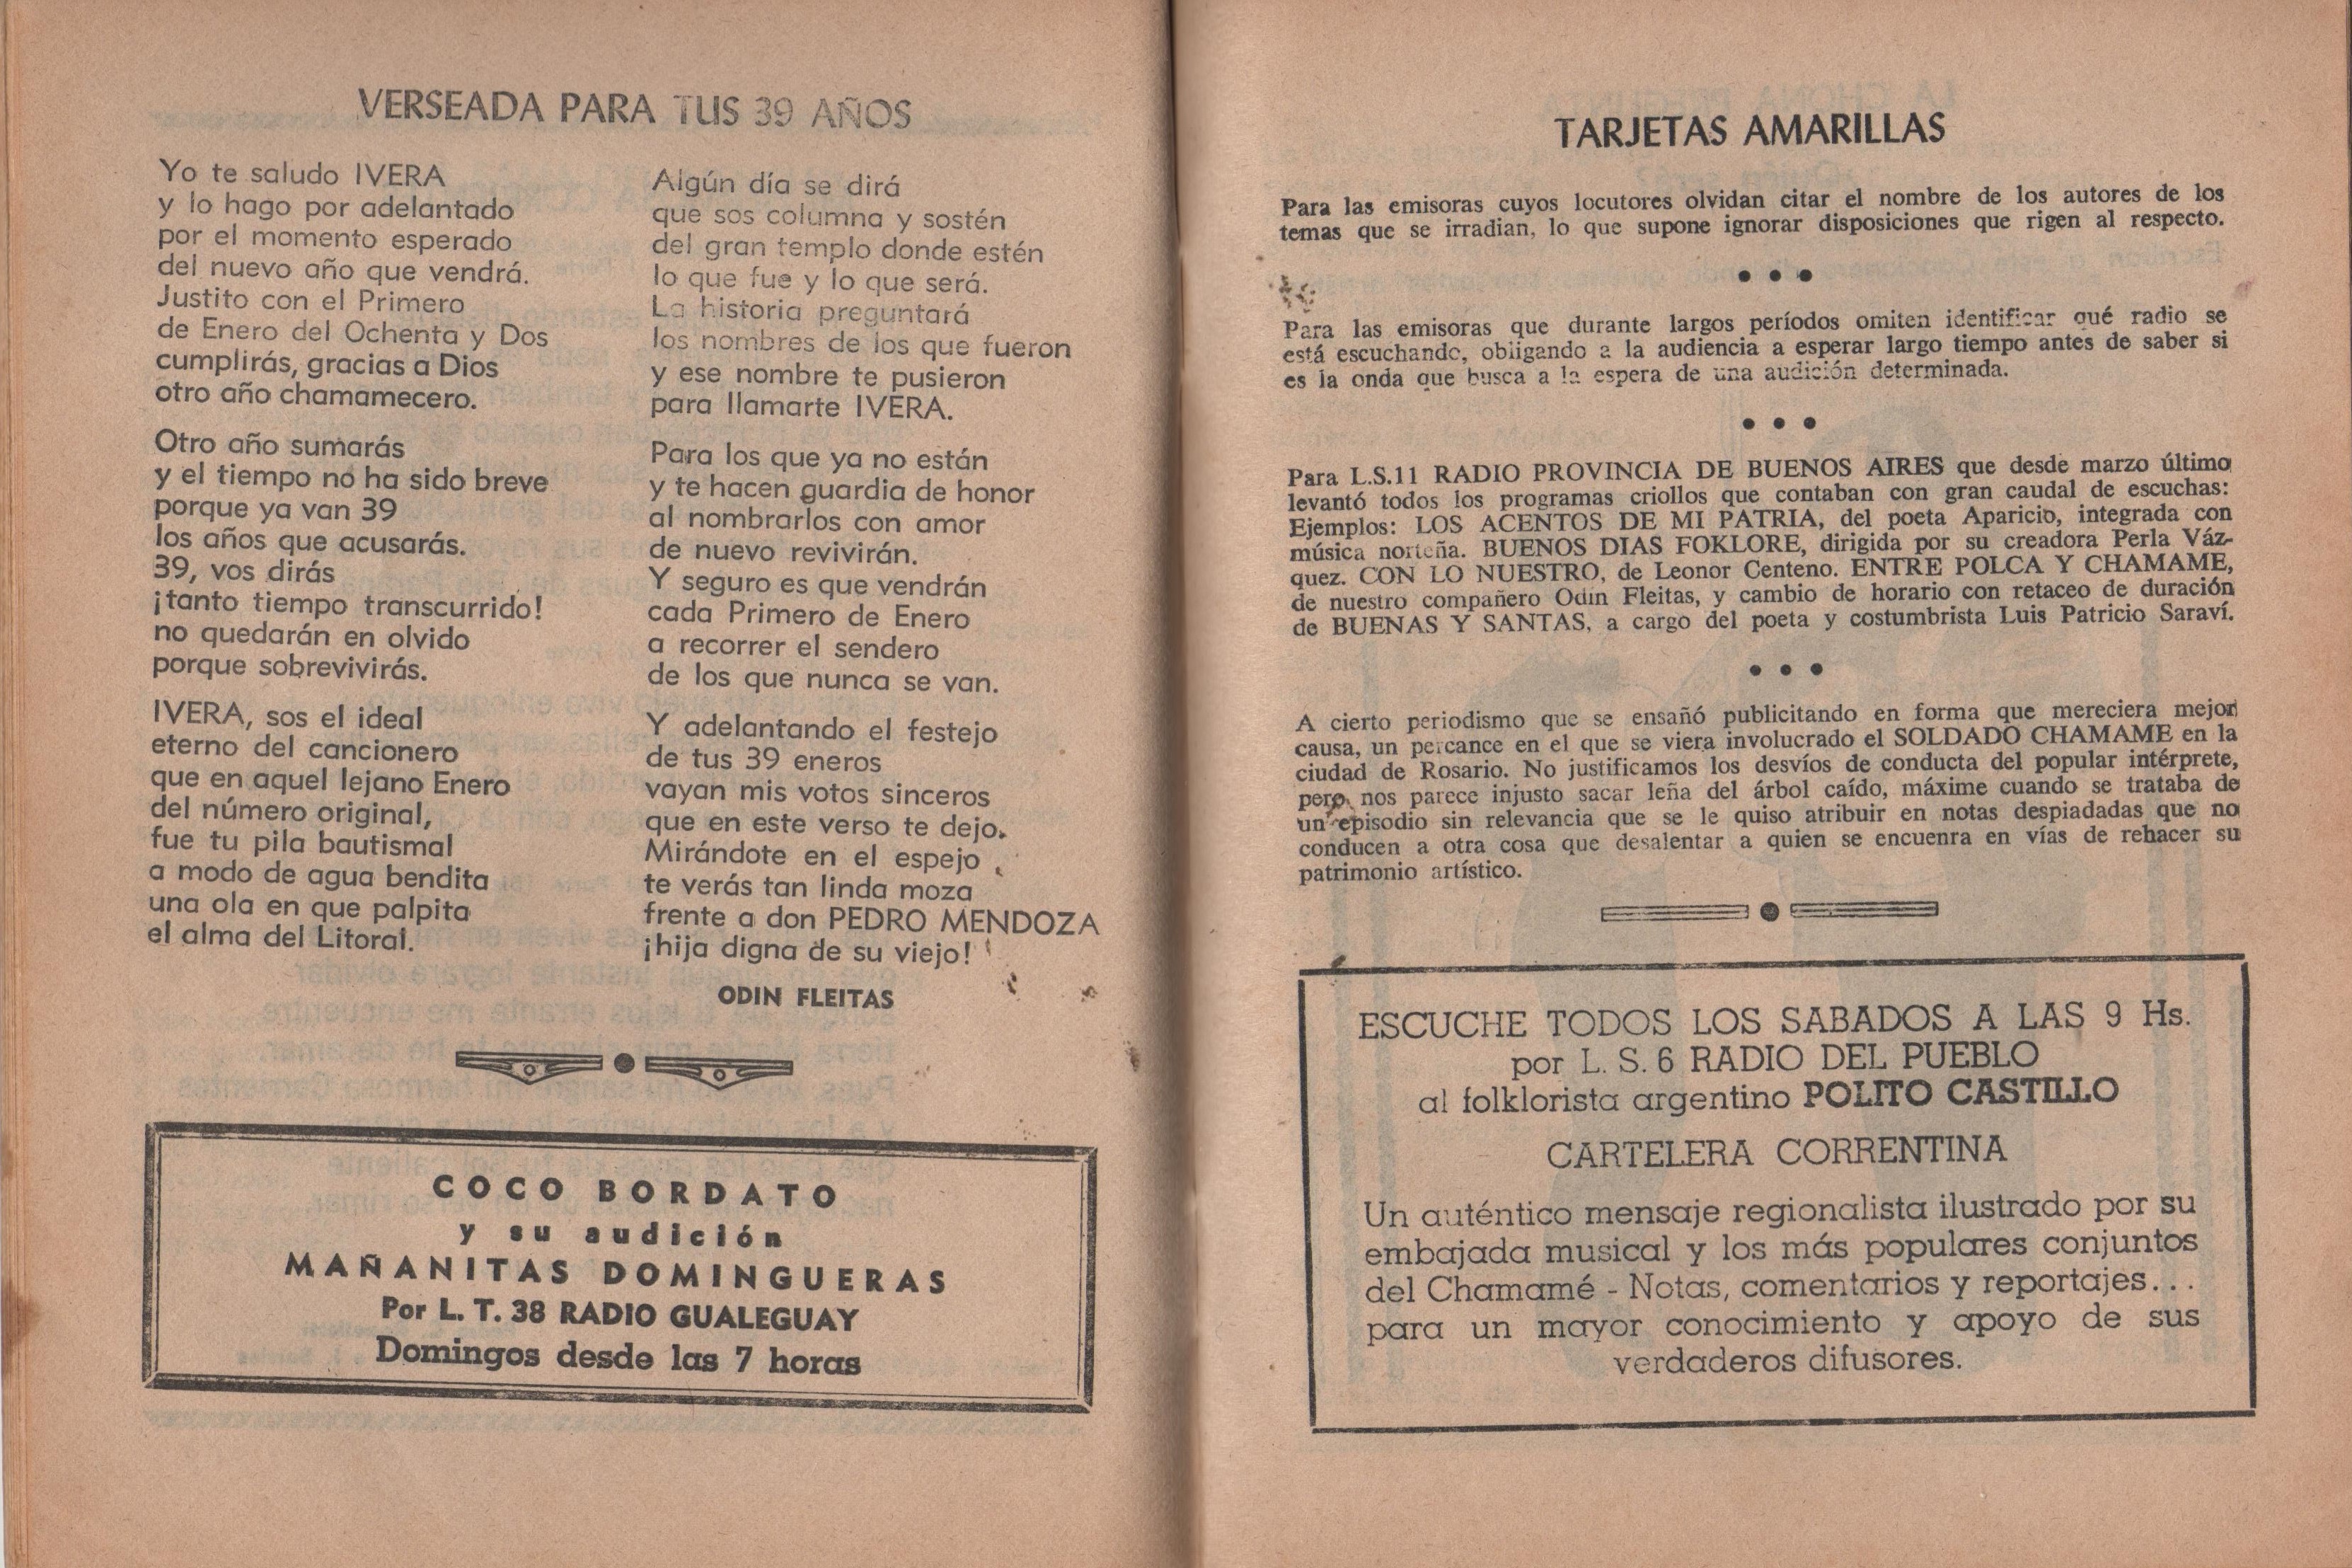 VERSEADA PARA TUS 39 AÑOS
Yo te saludo IVERA
y lo hago por adelantado
por el momento esperado
del nuevo año que vendrá.
Justito con el Primero
de Enero del Ochenta y Dos
cumplirás, gracias a Dios
otro año chamamecero.
Otro año sumarás
y el tiempo no ha sido breve
porque ya van 39
los años que acusarás.
39, vos dirás
¡tanto tiempo transcurrido!
no quedarán en olvido
porque sobrevivirás.
IVERA, sos el ideal
eterno del cancionero
que en aquel lejano Enero
del número original,
fue tu pila bautismal
a modo de agua bendita
una ola en que palpita
el alma del Litoral.
Algún día se dirá
que sos columna y sostén
del gran templo donde estén
lo que fue y lo que será.
La historia preguntará
los nombres de los que fueron
y ese nombre te pusieron
para llamarte IVERA.
Para los que ya no están
y te hacen guardia de honor
al nombrarlos con amor
de nuevo revivirán.
Y seguro es que vendrán
cada Primero de Enero
a recorrer el sendero
de los que nunca se van.
Y adelantando el festejo
de tus 39 eneros
vayan mis votos sinceros
que en este verso te dejo.
Mirándote en el espejo
te verás tan linda moza
frente a don PEDRO MENDOZA
¡hija digna de su viejo!
ODIN FLEITAS
COCO BORDATO
y su audición
MAÑANITAS DOMINGUERAS
Por L. T. 38 RADIO GUALEGUAY
Domingos desde las 7 horas
TARJETAS AMARILLAS
Para las emisoras cuyos locutores olvidan citar el nombre de los autores de los
temas que se irradian, lo que supone ignorar disposiciones que rigen al respecto.
• • •
Para las emisoras que durante largos períodos omiten identificar qué radio se
está escuchando, obligando a la audiencia a esperar largo tiempo antes de saber si
es la onda que busca a la espera de una audición determinada.
• • •
Para L.S.11 RADIO PROVINCIA DE BUENOS AIRES que desde marzo último
levantó todos los programas criollos que contaban con gran caudal de escuchas:
Ejemplos: LOS ACENTOS DE MI PATRIA, del poeta Aparicio, integrada con
música norteña. BUENOS DIAS FOKLORE, dirigida por su creadora Perla Váz-
quez. CON LO NUESTRO, de Leonor Centeno. ENTRE POLCA Y CHAMAME,
de nuestro compañero Odin Fleitas, y cambio de horario con retaceo de duración
de BUENAS Y SANTAS, a cargo del poeta y costumbrista Luis Patricio Saraví.
• • •
A cierto periodismo que se ensañó publicitando en forma que mereciera mejor
causa, un percance en el que se viera involucrado el SOLDADO CHAMAME en la
ciudad de Rosario. No justificamos los desvíos de conducta del popular intérprete,
pero nos parece injusto sacar leña del árbol caído, máxime cuando se trataba de
un episodio sin relevancia que se le quiso atribuir en notas despiadadas que no
conducen a otra cosa que desalentar a quien se encuenra en vías de rehacer su
patrimonio artístico.
ESCUCHE TODOS LOS SABADOS A LAS 9 Hs.
por L. S. 6 RADIO DEL PUEBLO
al folklorista argentino POLITO CASTILLO
CARTELERA CORRENTINA
Un auténtico mensaje regionalista ilustrado por su
embajada musical y los más populares conjuntos
del Chamamé - Notas, comentarios y reportajes...
para un mayor conocimiento y apoyo de sus
verdaderos difusores.